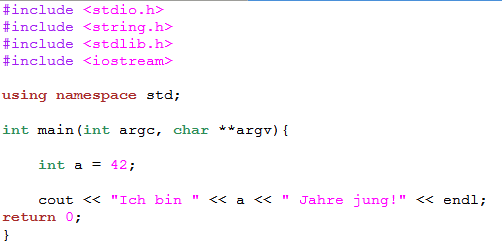 #include <stdio.h>
#include <string.h>
#include <stdlib.h>
#include <iostream>
using namespace std;
int main(int argc, char **argv){
int a = 42;
cout << "Ich bin " << a << " Jahre jung!" << endl;
return 0;
}